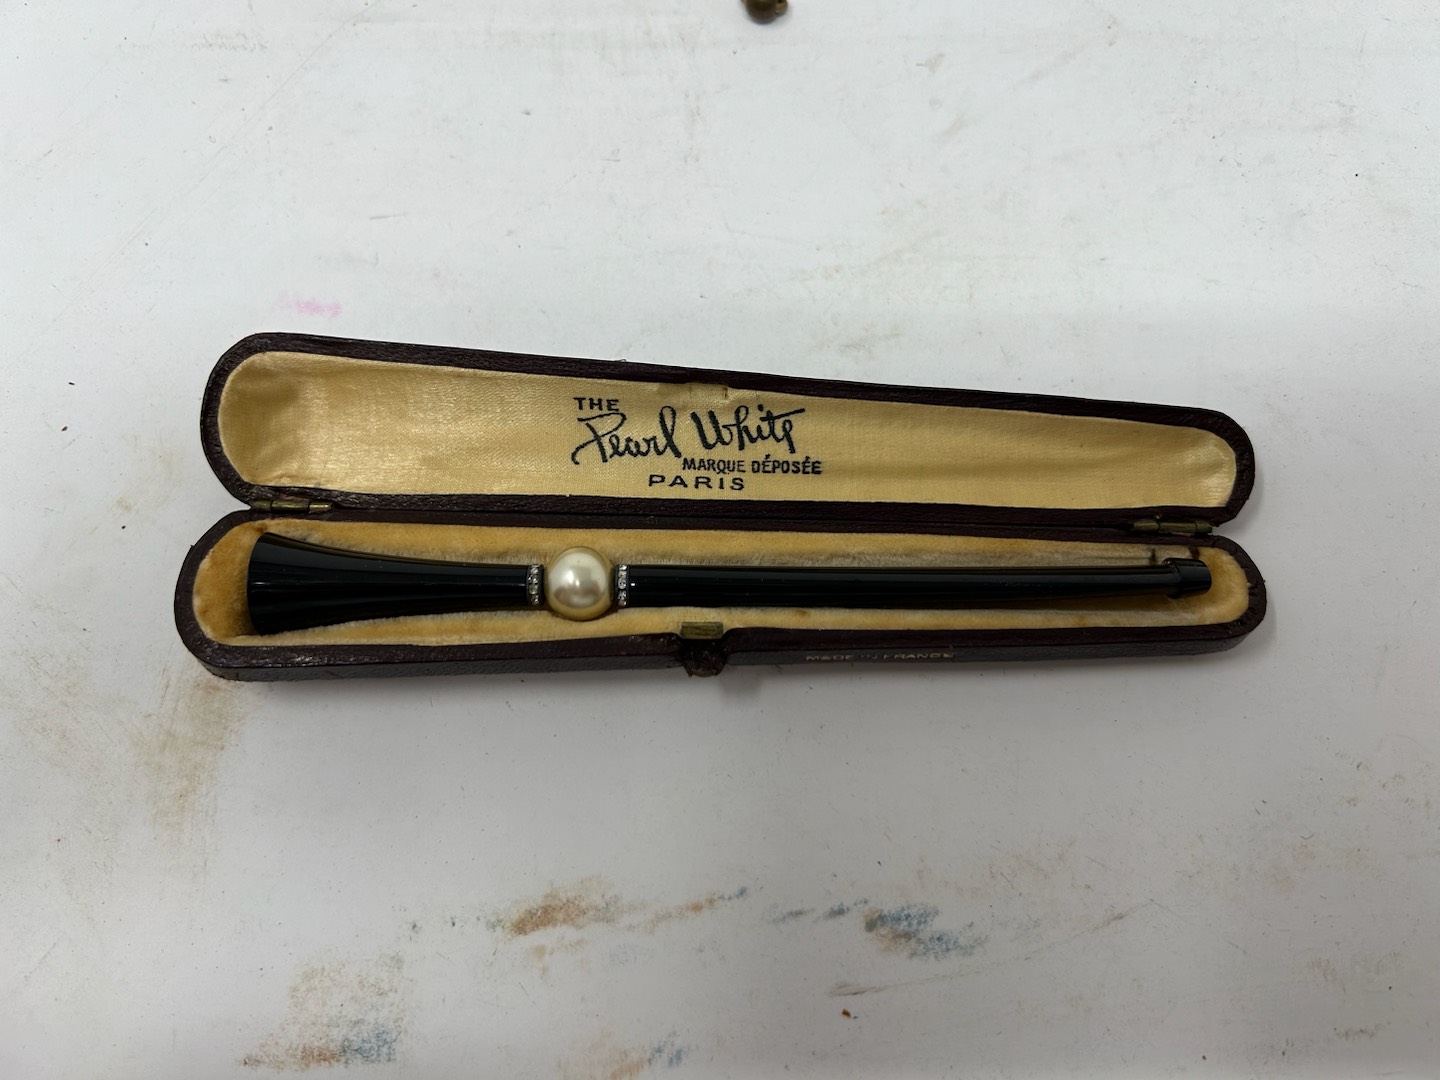 THE
Pearl White
MARQUE DÉPOSÉE
PARIS
MADE IN FRANCE